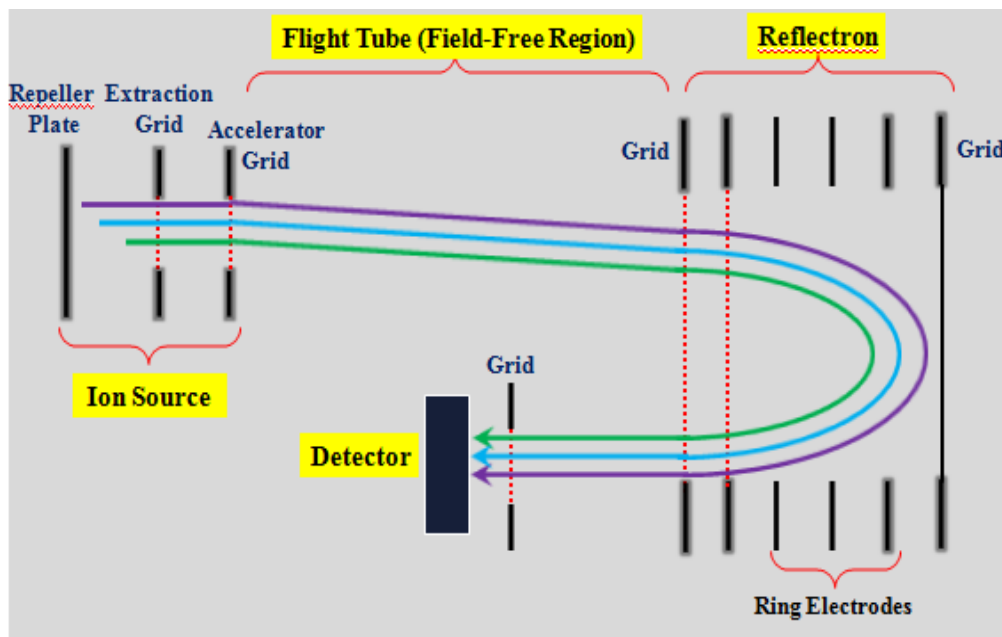 Flight Tube (Field-Free Region)
Reflectron
Repeller
Plate
Extraction
Grid
Accelerator
Grid
Grid
Grid
Ion Source
Grid
Detector
Ring Electrodes